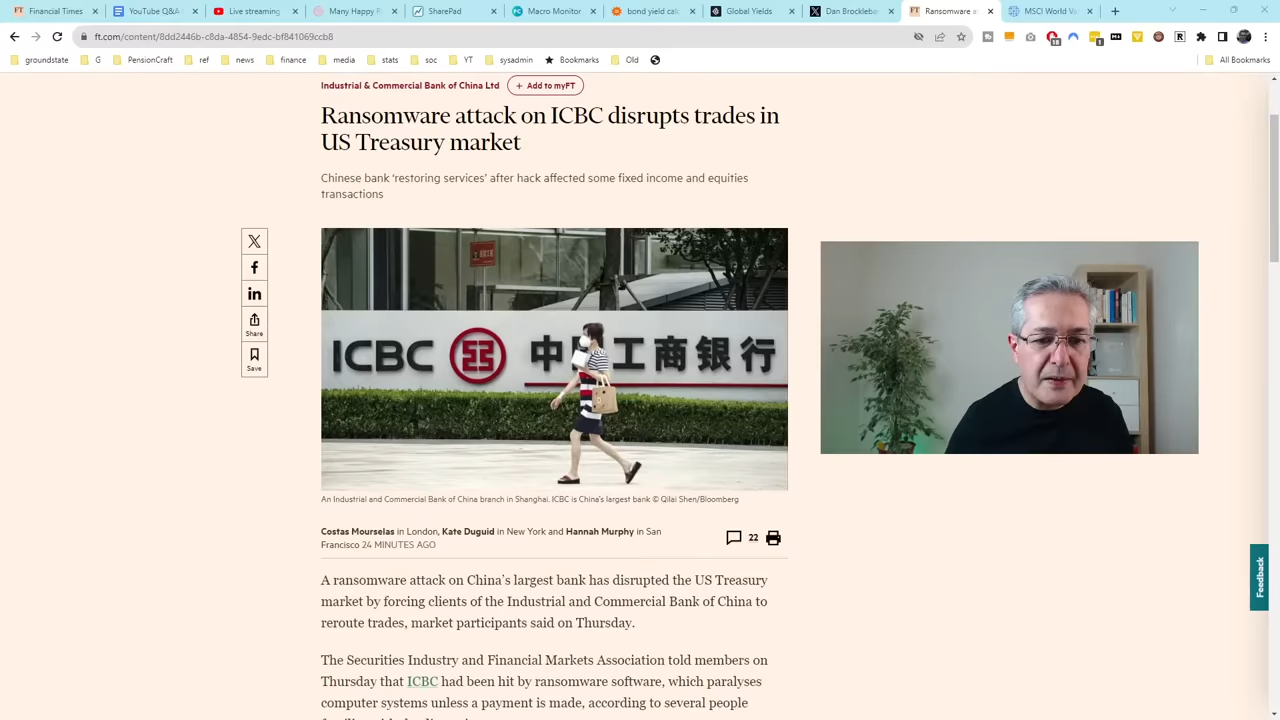 Financial Times
YouTube Q&A
Live streaming
Many Happy Re
SharePad
Macro Monitor
bond yield calc
Global Yields
Dan Brockleba
Ransomware a
MSCI World Va
ft.com/content/8dd2446b-c8da-4854-9edc-bf841069ccb8
groundstate G PensionCraft ref news finance media stats soc YT sysadmin Bookmarks Old All Bookmarks
Industrial & Commercial Bank of China Ltd + Add to myFT
Ransomware attack on ICBC disrupts trades in
US Treasury market
Chinese bank ‘restoring services’ after hack affected some fixed income and equities
transactions
Share
Save
ICBC 中国工商银行
An Industrial and Commercial Bank of China branch in Shanghai. ICBC is China's largest bank © Qilai Shen/Bloomberg
Costas Mourselas in London, Kate Duguid in New York and Hannah Murphy in San
Francisco 24 MINUTES AGO
22
A ransomware attack on China’s largest bank has disrupted the US Treasury
market by forcing clients of the Industrial and Commercial Bank of China to
reroute trades, market participants said on Thursday.
The Securities Industry and Financial Markets Association told members on
Thursday that ICBC had been hit by ransomware software, which paralyses
computer systems unless a payment is made, according to several people
Feedback